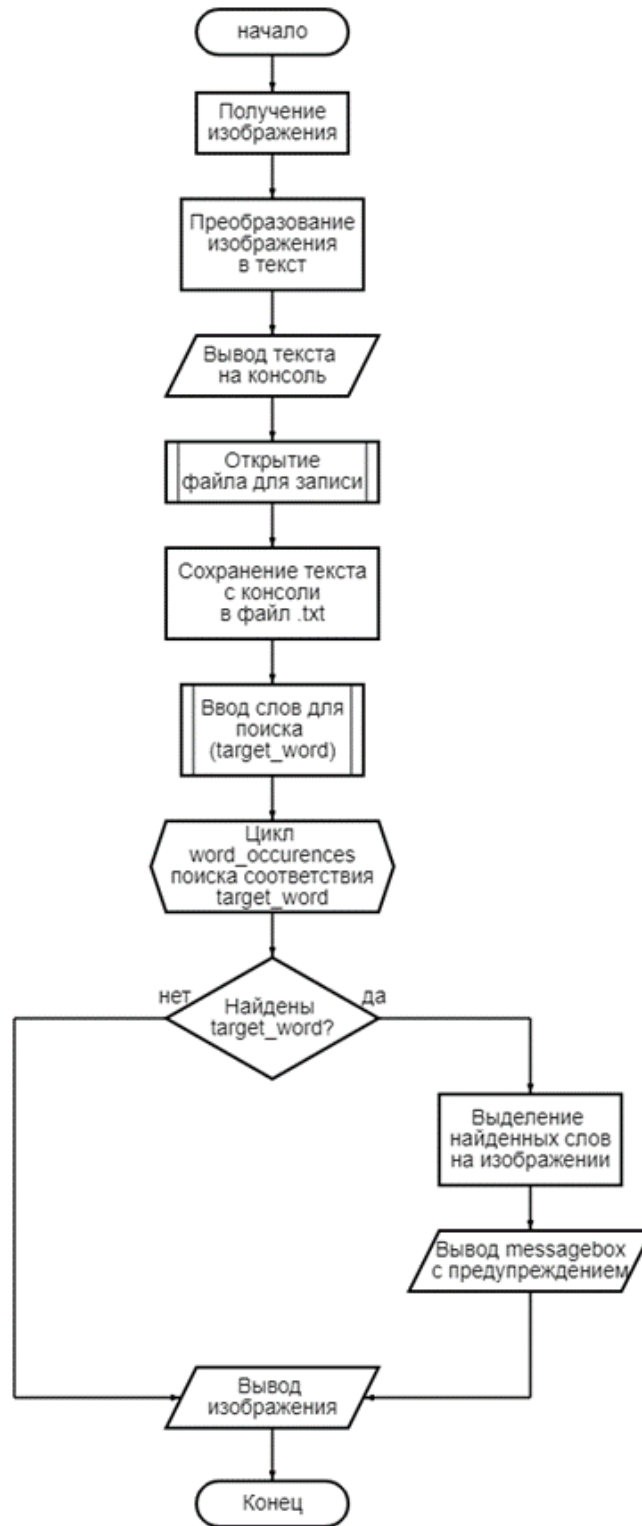 начало
Получение
изображения
Преобразование
изображения
в текст
Вывод текста
на консоль
Открытие
файла для записи
Сохранение текста
с консоли
в файл .txt
Ввод слов для
поиска
(target_word)
Цикл
word_occurences
поиска соответствия
target_word
нет
Найдены
target_word?
да
Выделение
найденных слов
на изображении
Вывод messagebox
с предупреждением
Вывод
изображения
Конец